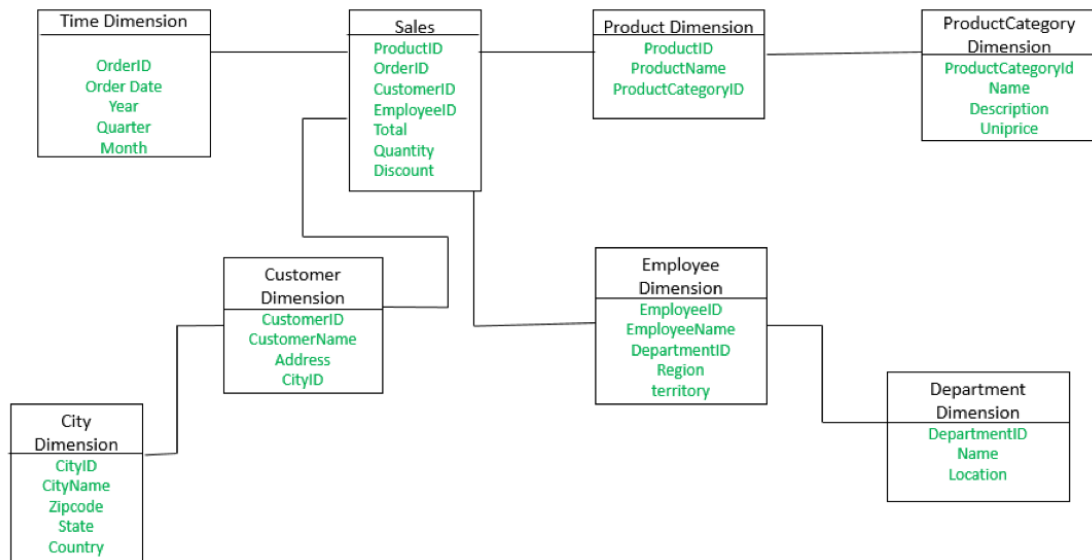 Time Dimension
OrderID
Order Date
Year
Quarter
Month
Sales
ProductID
OrderID
CustomerID
EmployeeID
Total
Quantity
Discount
Product Dimension
ProductID
ProductName
ProductCategoryID
ProductCategory
Dimension
ProductCategoryId
Name
Description
Uniprice
Customer
Dimension
CustomerID
CustomerName
Address
CityID
Employee
Dimension
EmployeeID
EmployeeName
DepartmentID
Region
territory
City
Dimension
CityID
CityName
Zipcode
State
Country
Department
Dimension
DepartmentID
Name
Location